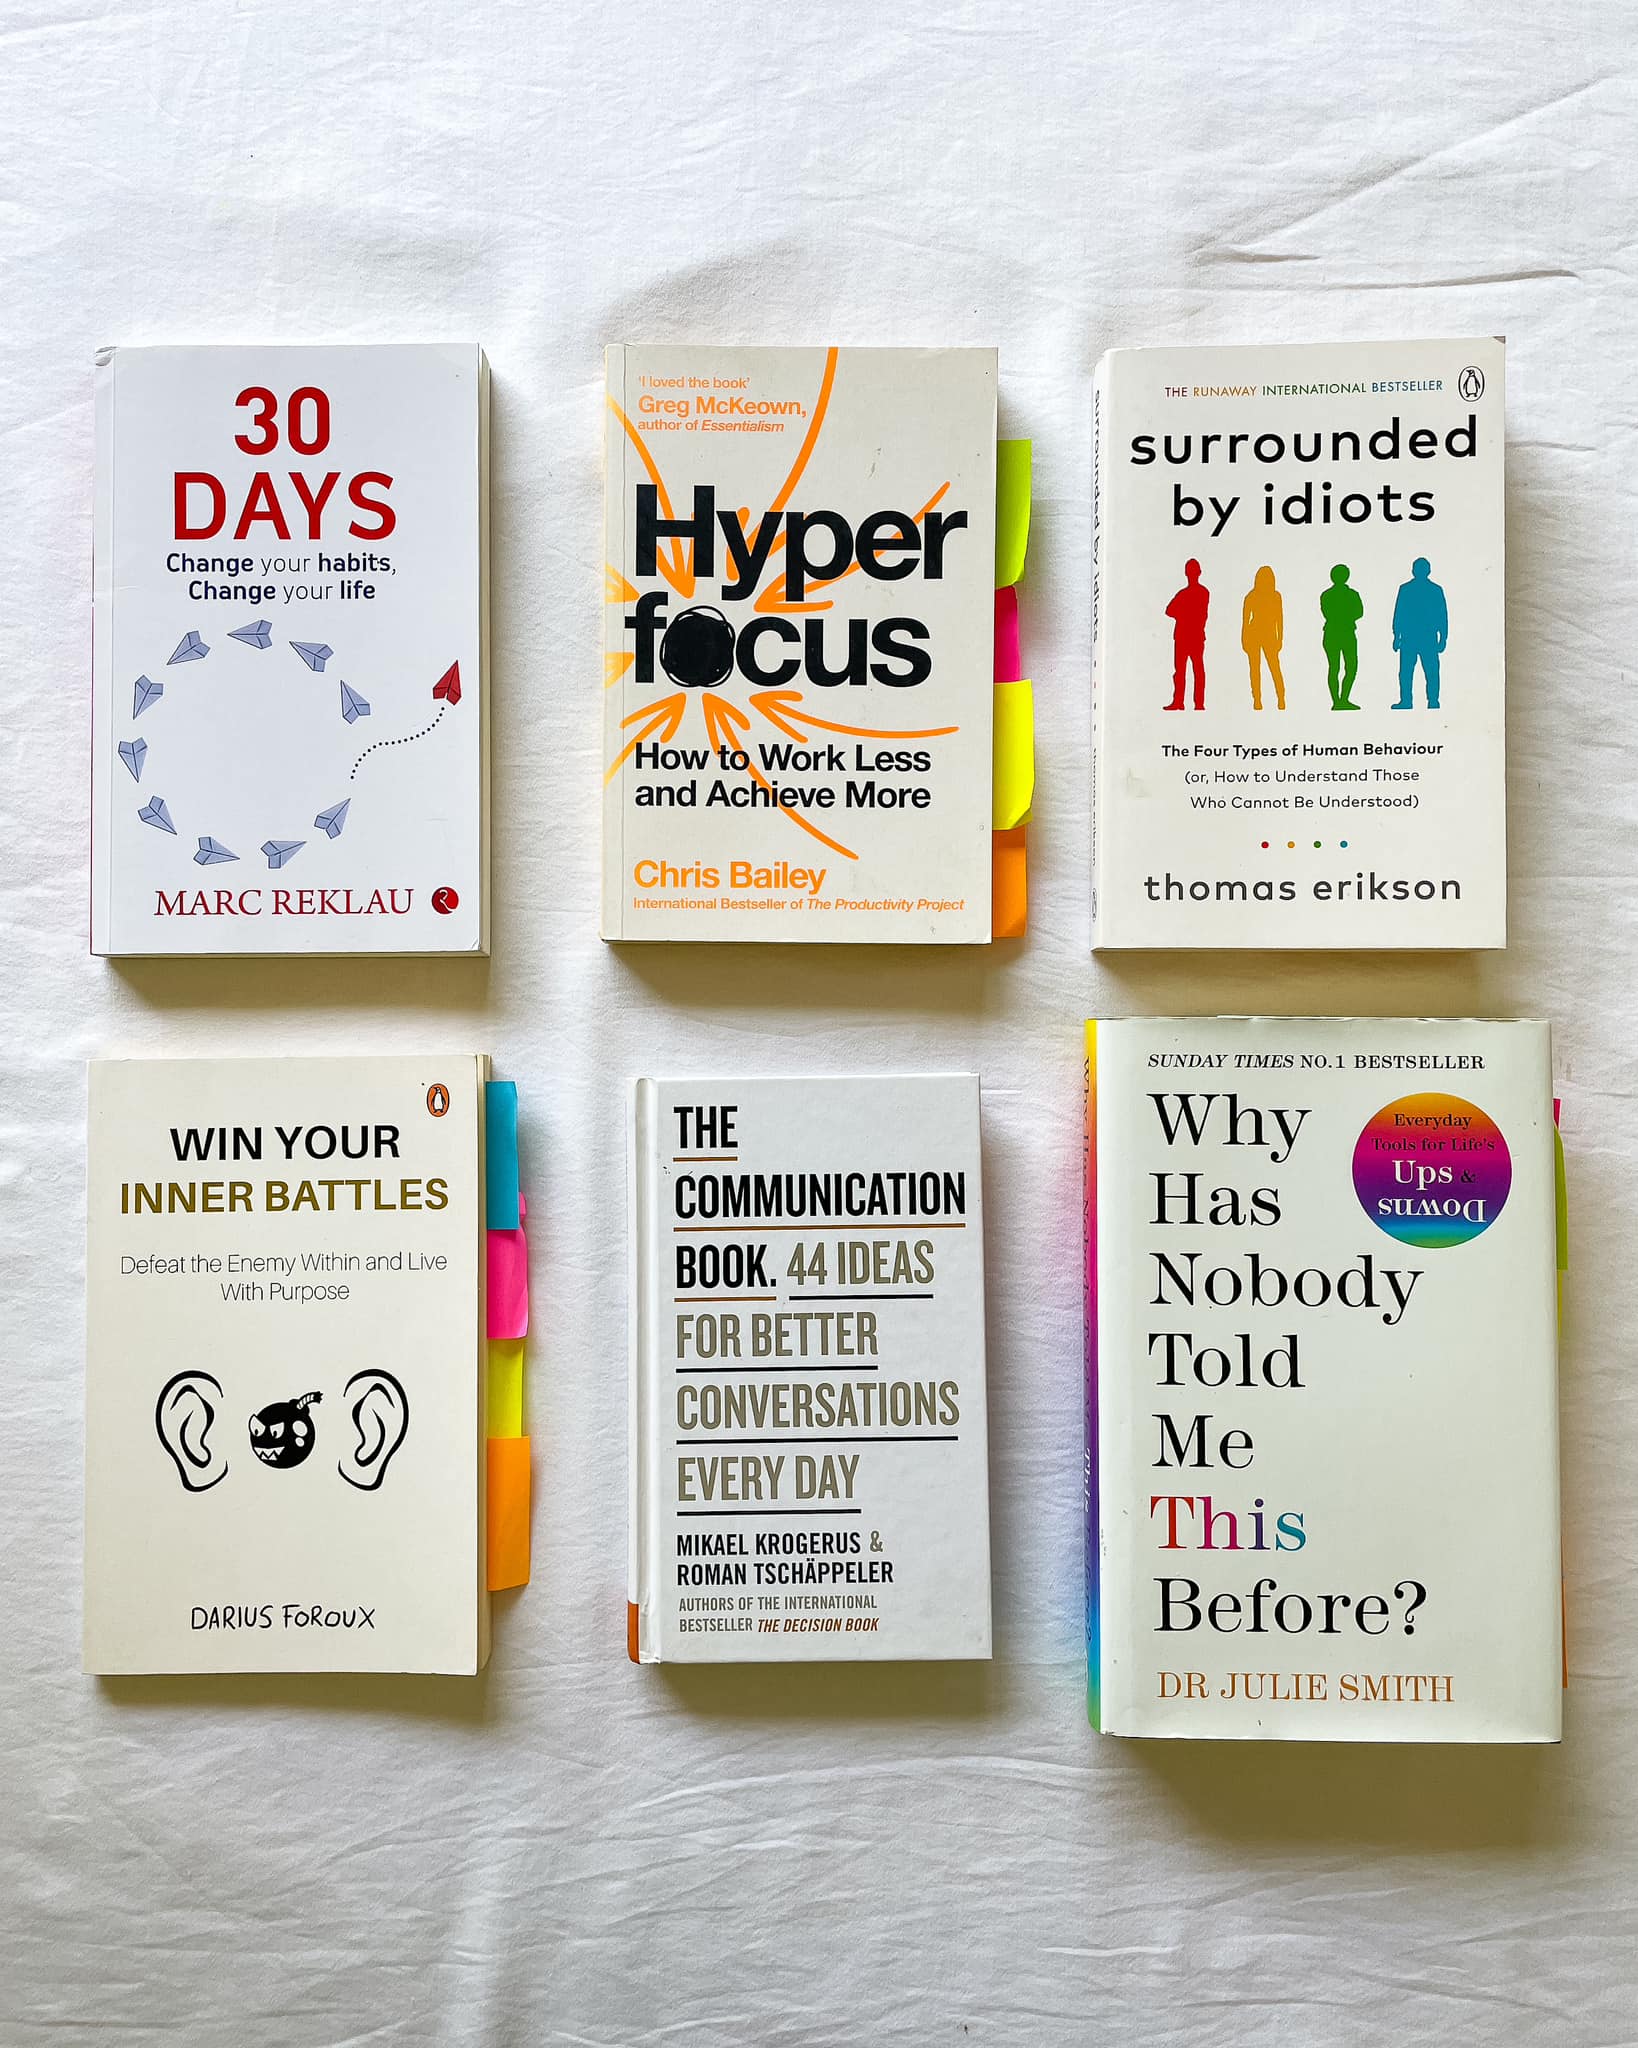 30
DAYS
Change your habits,
Change your life
MARC REKLAU
'I loved the book'
Greg McKeown,
author of Essentialism
Hyper
focus
How to Work Less
and Achieve More
Chris Bailey
International Bestseller of The Productivity Project
surrounded by idiots
thomas erikson
THE RUNAWAY INTERNATIONAL BESTSELLER
surrounded
by idiots
The Four Types of Human Behaviour
(or, How to Understand Those
Who Cannot Be Understood)
thomas erikson
WIN YOUR
INNER BATTLES
Defeat the Enemy Within and Live
With Purpose
DARIUS FOROUX
THE
COMMUNICATION
BOOK. 44 IDEAS
FOR BETTER
CONVERSATIONS
EVERY DAY
MIKAEL KROGERUS &
ROMAN TSCHÄPPELER
AUTHORS OF THE INTERNATIONAL
BESTSELLER THE DECISION BOOK
SUNDAY TIMES NO.1 BESTSELLER
Why
Has
Nobody
Told
Me
This
Before?
Everyday
Tools for Life's
Ups &
Downs
DR JULIE SMITH